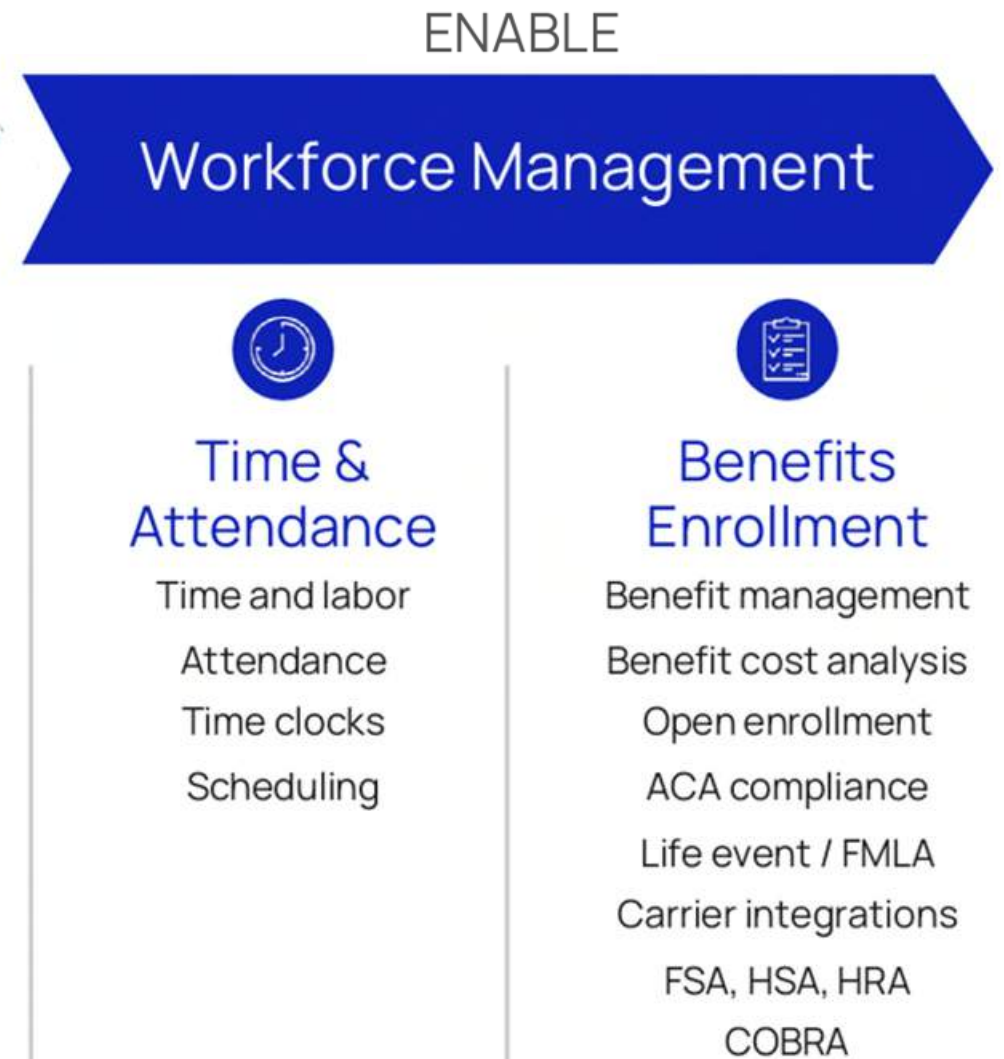 ENABLE
Workforce Management
Time &
Attendance
Time and labor
Attendance
Time clocks
Scheduling
Benefits
Enrollment
Benefit management
Benefit cost analysis
Open enrollment
ACA compliance
Life event / FMLA
Carrier integrations
FSA, HSA, HRA
COBRA